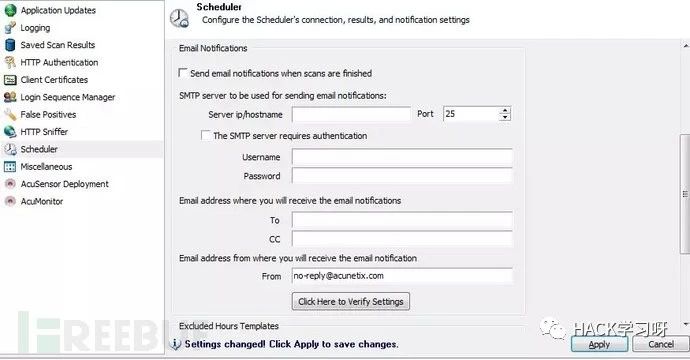 Application Updates
Logging
Saved Scan Results
HTTP Authentication
Client Certificates
Login Sequence Manager
False Positives
HTTP Sniffer
Scheduler
Miscellaneous
AcuSensor Deployment
AcuMonitor
Scheduler
Configure the Scheduler's connection, results, and notification settings
Email Notifications
Send email notifications when scans are finished
SMTP server to be used for sending email notifications:
Server ip/hostname Port 25
The SMTP server requires authentication
Username
Password
Email address where you will receive the email notifications
To
CC
Email address from where you will receive the email notification
From no-reply@acunetix.com
Click Here to Verify Settings
Excluded Hours Templates
Settings changed! Click Apply to save changes.
Apply Cancel
HACK学习呀